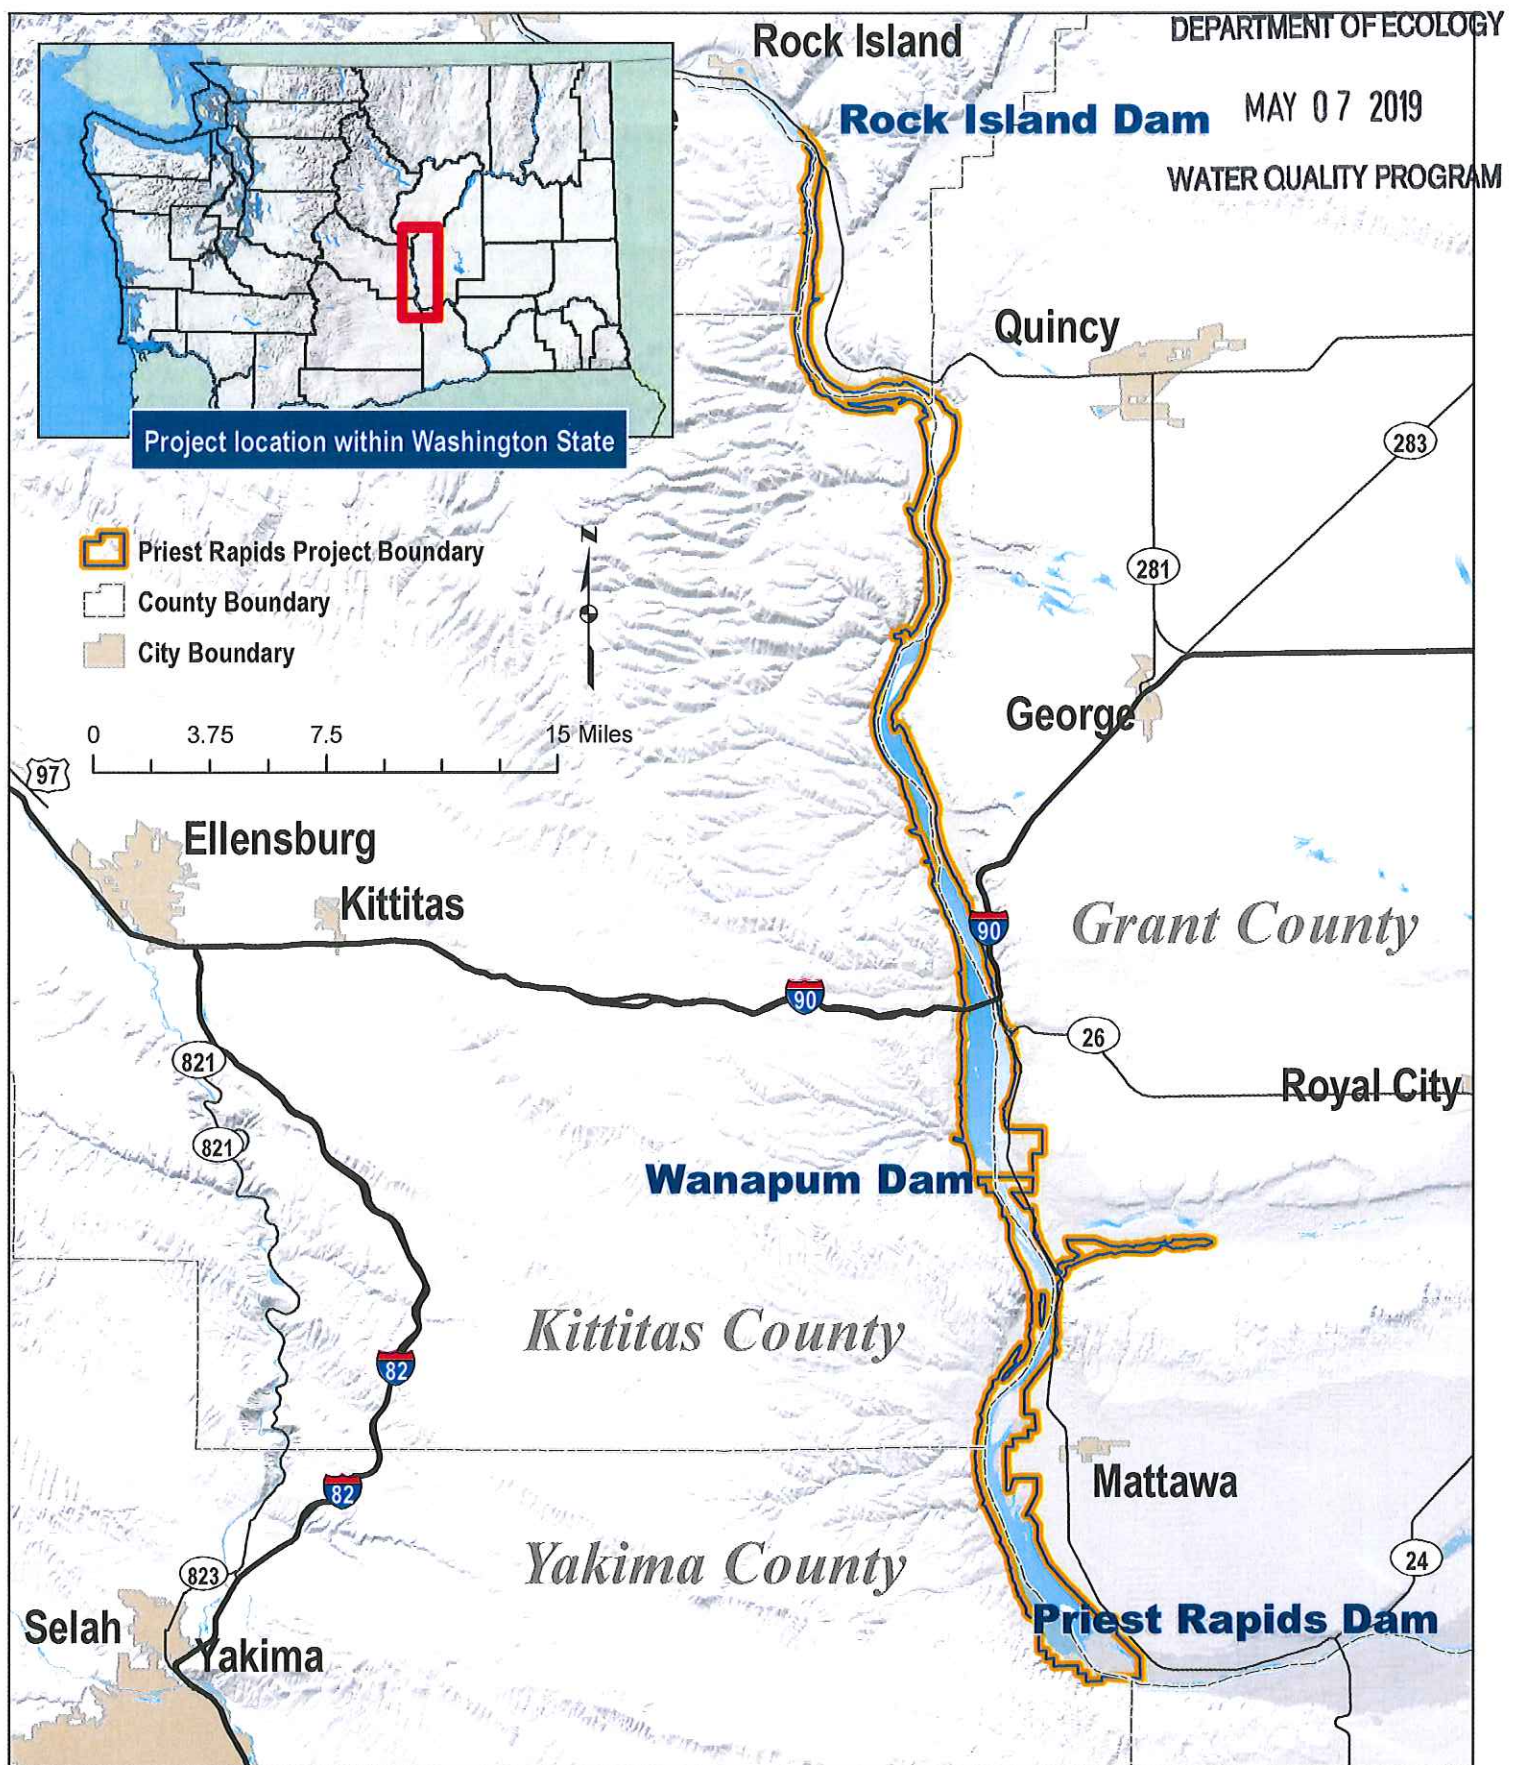 Rock Island
DEPARTMENT OF ECOLOGY
Rock Island Dam
MAY 07 2019
WATER QUALITY PROGRAM
Quincy
283
Project location within Washington State
N
Priest Rapids Project Boundary
281
County Boundary
City Boundary
George
0 3.75 7.5 15 Miles
97
Ellensburg
Kittitas
90
Grant County
90
26
821
Royal City
821
Wanapum Dam
Kittitas County
82
Mattawa
82
Yakima County
24
823
Priest Rapids Dam
Selah
Yakima